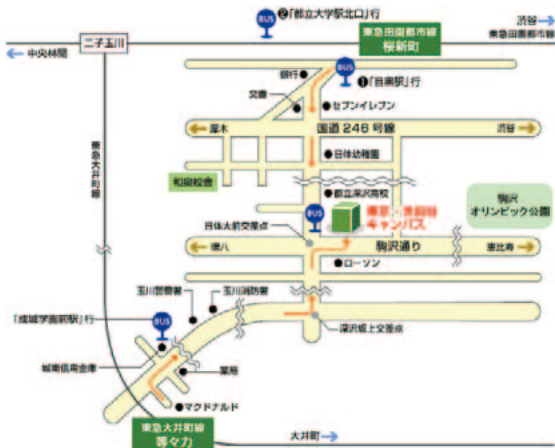 ❷「都立大学駅北口」行
BUS
渋谷
東急田園都市線
二子玉川
東急田園都市線
桜新町
中央林間
銀行
BUS
❶「目黒駅」行
交番
セブンイレブン
厚木
国道246号線
渋谷
日体幼稚園
東急大井町線
和泉校舎
都立深沢高校
BUS
東京・世田谷
キャンパス
駒沢
オリンピック公園
日体大前交差点
環八
駒沢通り
恵比寿
ローソン
玉川警察署
玉川消防署
「成城学園前駅」行
BUS
深沢坂上交差点
城南信用金庫
薬局
マクドナルド
東急大井町線
等々力
大井町